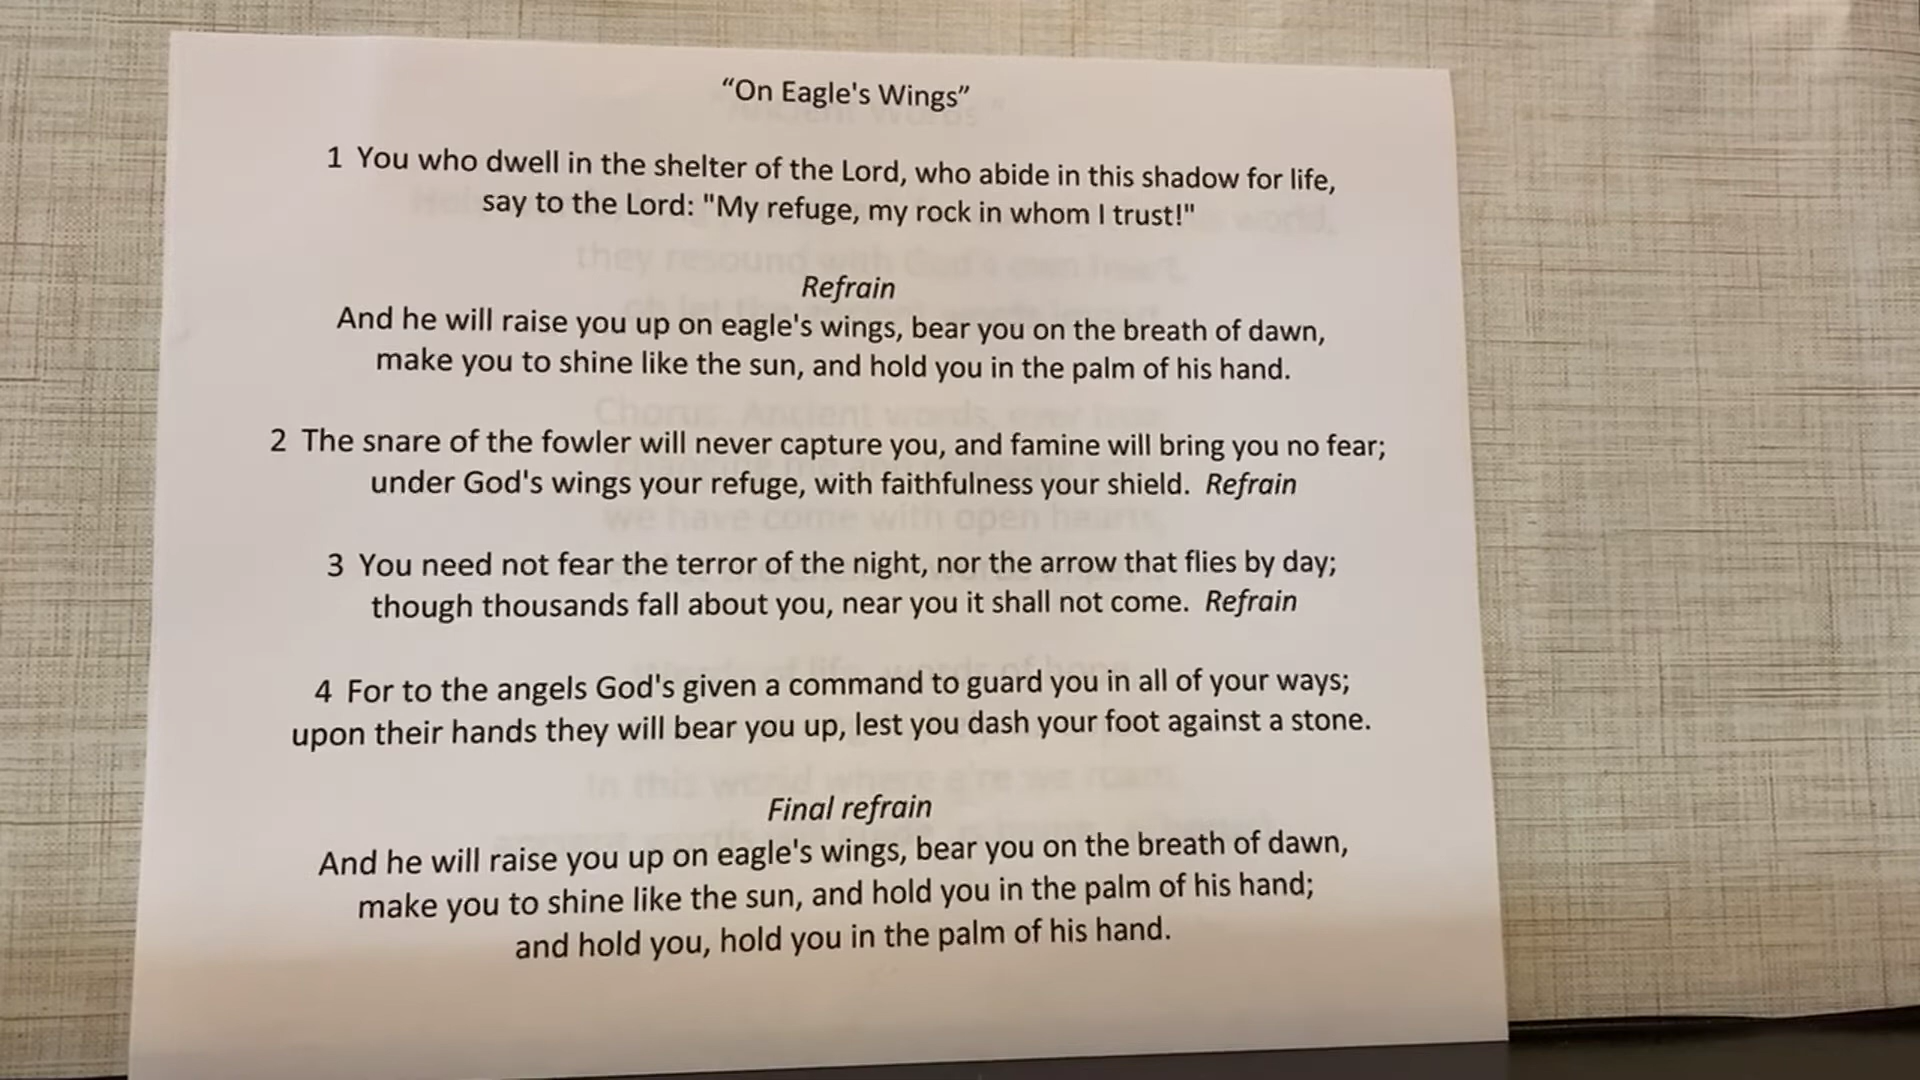 “On Eagle's Wings”
1 You who dwell in the shelter of the Lord, who abide in this shadow for life,
say to the Lord: "My refuge, my rock in whom I trust!"
Refrain
And he will raise you up on eagle's wings, bear you on the breath of dawn,
make you to shine like the sun, and hold you in the palm of his hand.
2 The snare of the fowler will never capture you, and famine will bring you no fear;
under God's wings your refuge, with faithfulness your shield. Refrain
3 You need not fear the terror of the night, nor the arrow that flies by day;
though thousands fall about you, near you it shall not come. Refrain
4 For to the angels God's given a command to guard you in all of your ways;
upon their hands they will bear you up, lest you dash your foot against a stone.
Final refrain
And he will raise you up on eagle's wings, bear you on the breath of dawn,
make you to shine like the sun, and hold you in the palm of his hand;
and hold you, hold you in the palm of his hand.